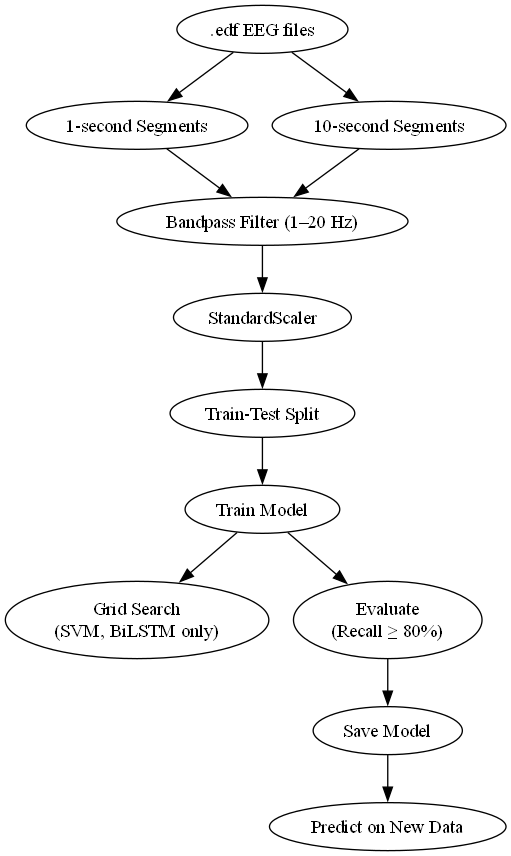 .edf EEG files
1-second Segments
10-second Segments
Bandpass Filter (1–20 Hz)
StandardScaler
Train-Test Split
Train Model
Grid Search
(SVM, BiLSTM only)
Evaluate
(Recall ≥ 80%)
Save Model
Predict on New Data